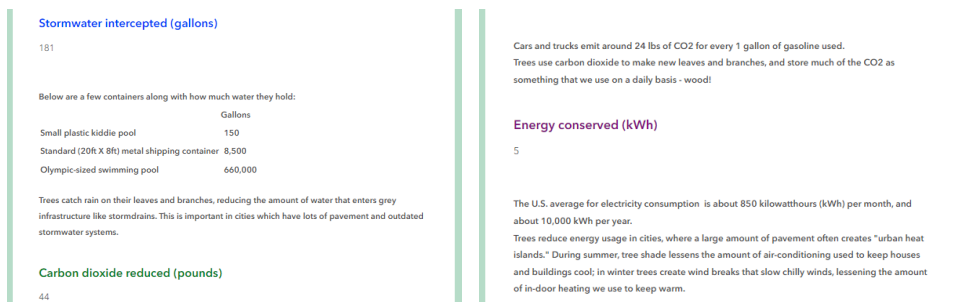 Stormwater intercepted (gallons)
181
Below are a few containers along with how much water they hold:
Gallons
Small plastic kiddie pool 150
Standard (20ft X 8ft) metal shipping container 8,500
Olympic-sized swimming pool 660,000
Trees catch rain on their leaves and branches, reducing the amount of water that enters grey
infrastructure like stormdrains. This is important in cities which have lots of pavement and outdated
stormwater systems.
Carbon dioxide reduced (pounds)
44
Cars and trucks emit around 24 lbs of CO2 for every 1 gallon of gasoline used.
Trees use carbon dioxide to make new leaves and branches, and store much of the CO2 as
something that we use on a daily basis - wood!
Energy conserved (kWh)
5
The U.S. average for electricity consumption is about 850 kilowatthours (kWh) per month, and
about 10,000 kWh per year.
Trees reduce energy usage in cities, where a large amount of pavement often creates "urban heat
islands." During summer, tree shade lessens the amount of air-conditioning used to keep houses
and buildings cool; in winter trees create wind breaks that slow chilly winds, lessening the amount
of in-door heating we use to keep warm.